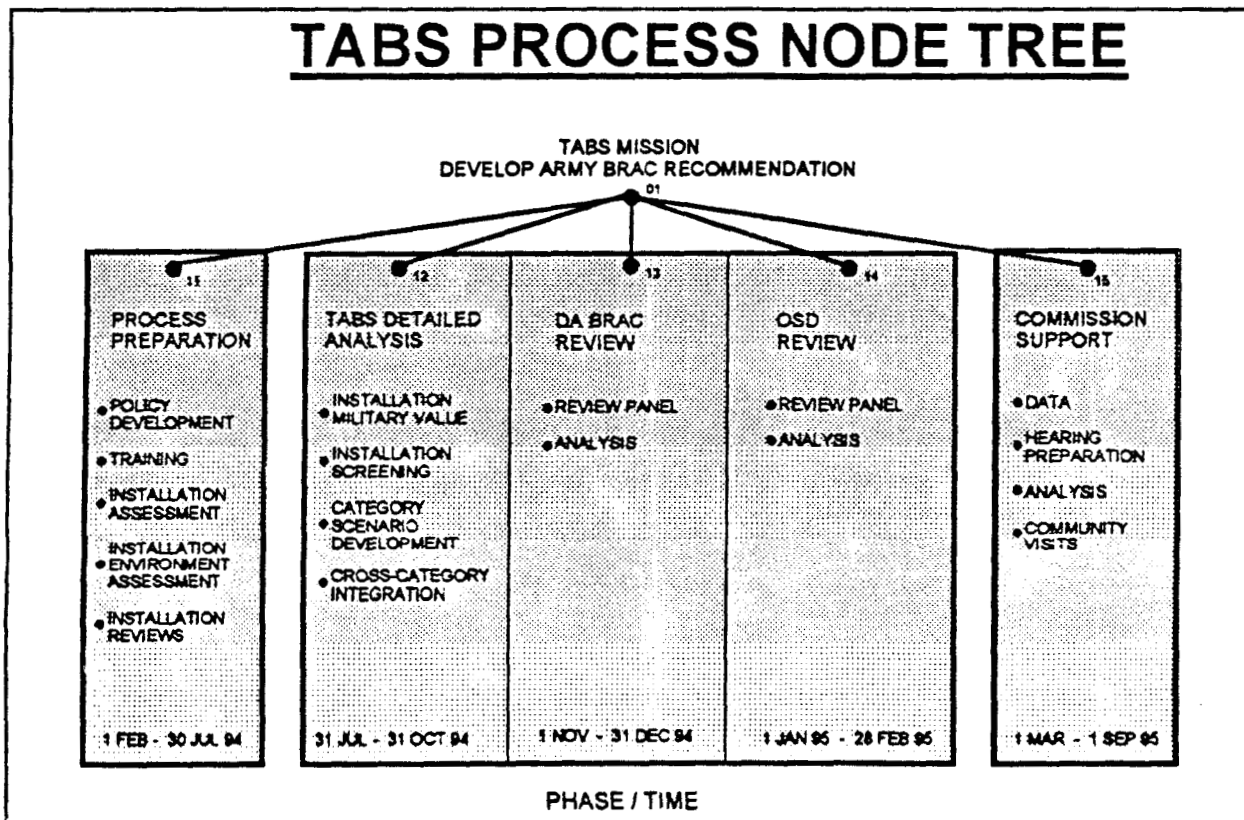 TABS PROCESS NODE TREE
TABS MISSION
DEVELOP ARMY BRAC RECOMMENDATION
01
11
PROCESS
PREPARATION
POLICY
DEVELOPMENT
TRAINING
INSTALLATION
ASSESSMENT
INSTALLATION
ENVIRONMENT
ASSESSMENT
INSTALLATION
REVIEWS
1 FEB - 30 JUL 94
12
TABS DETAILED
ANALYSIS
INSTALLATION
MILITARY VALUE
INSTALLATION
SCREENING
CATEGORY
SCENARIO
DEVELOPMENT
CROSS-CATEGORY
INTEGRATION
31 JUL - 31 OCT 94
13
DA BRAC
REVIEW
REVIEW PANEL
ANALYSIS
1 NOV - 31 DEC 94
14
OSD
REVIEW
REVIEW PANEL
ANALYSIS
1 JAN 95 - 28 FEB 95
15
COMMISSION
SUPPORT
DATA
HEARING
PREPARATION
ANALYSIS
COMMUNITY
VISITS
1 MAR - 1 SEP 95
PHASE / TIME